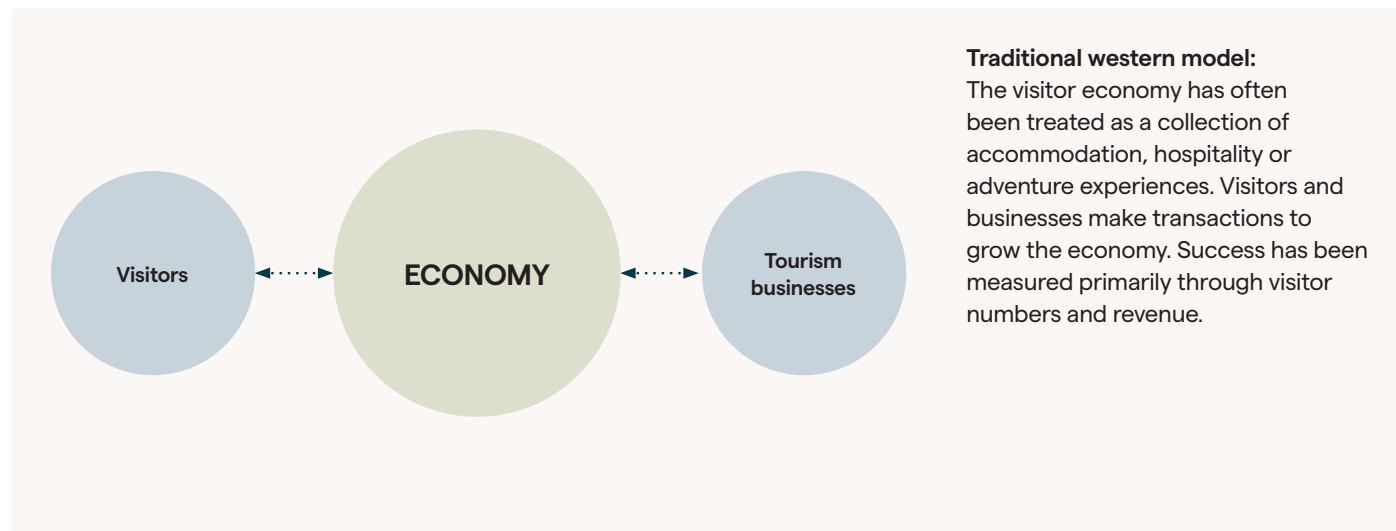 Visitors
ECONOMY
Tourism
businesses
Traditional western model:
The visitor economy has often
been treated as a collection of
accommodation, hospitality or
adventure experiences. Visitors and
businesses make transactions to
grow the economy. Success has been
measured primarily through visitor
numbers and revenue.